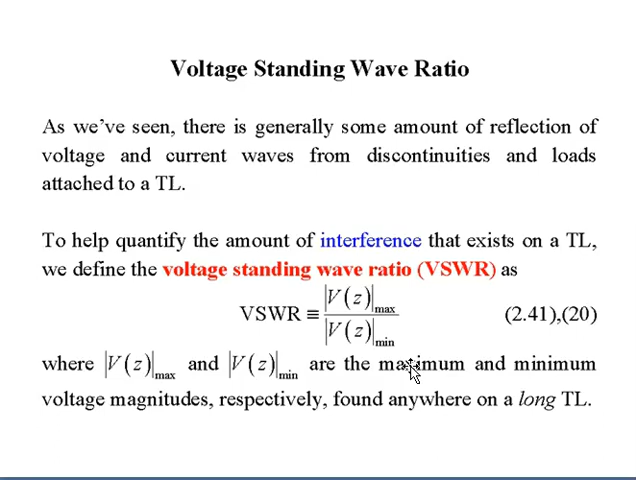 Voltage Standing Wave Ratio
As we've seen, there is generally some amount of reflection of
voltage and current waves from discontinuities and loads
attached to a TL.
To help quantify the amount of interference that exists on a TL,
we define the voltage standing wave ratio (VSWR) as
VSWR ≡ |V(z)|max / |V(z)|min (2.41),(20)
where |V(z)|max and |V(z)|min are the maximum and minimum
voltage magnitudes, respectively, found anywhere on a long TL.